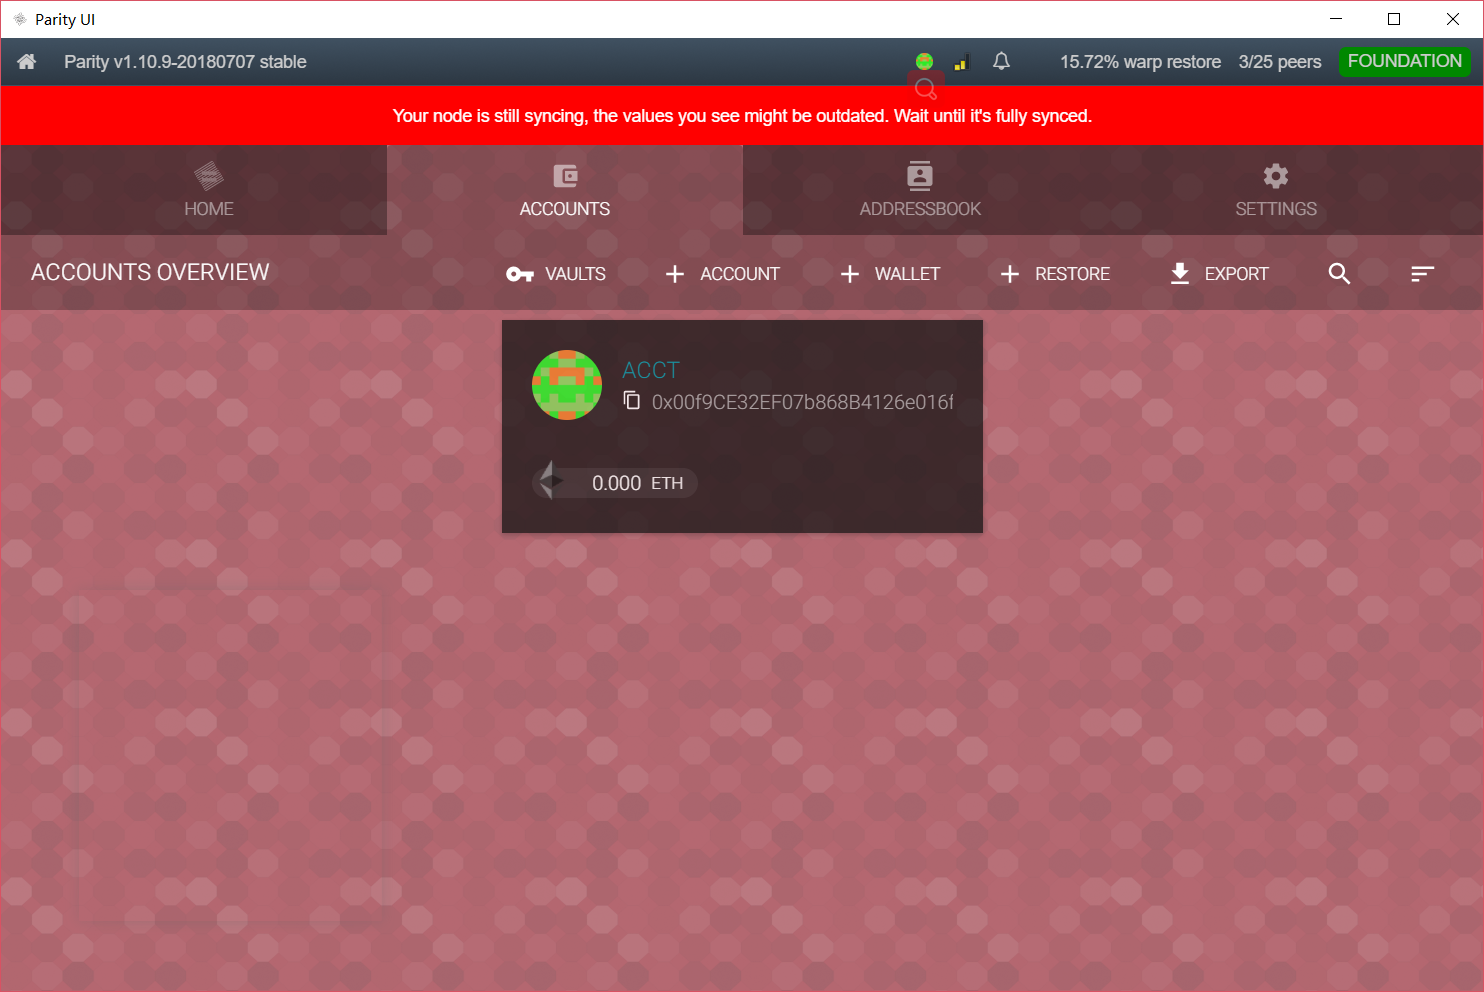 Parity UI
Parity v1.10.9-20180707 stable
15.72% warp restore
3/25 peers
FOUNDATION
Your node is still syncing, the values you see might be outdated. Wait until it's fully synced.
HOME
ACCOUNTS
ADDRESSBOOK
SETTINGS
ACCOUNTS OVERVIEW
VAULTS
ACCOUNT
WALLET
RESTORE
EXPORT
ACCT
0x00f9CE32EF07b868B4126e016f
0.000 ETH